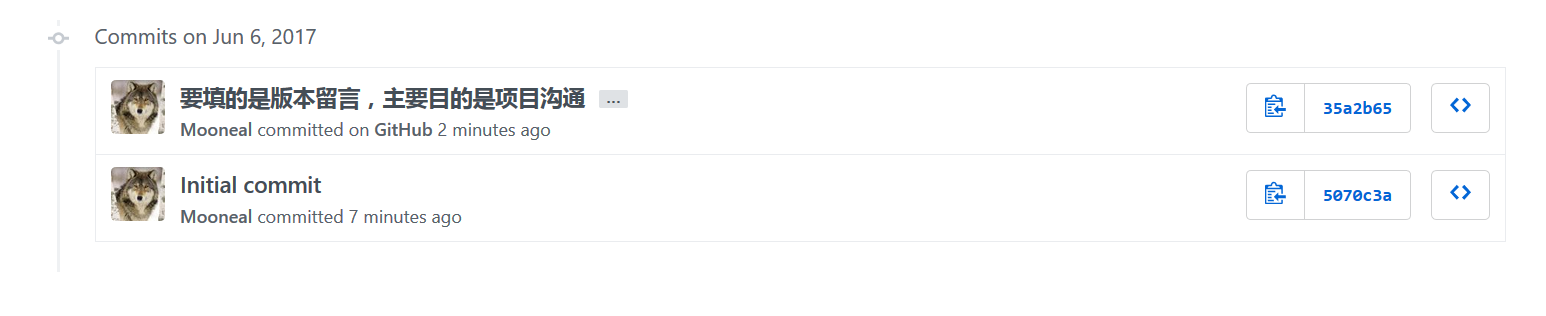 Commits on Jun 6, 2017
要填的是版本留言，主要目的是项目沟通 …
35a2b65
Mooneal committed on GitHub 2 minutes ago
Initial commit
5070c3a
Mooneal committed 7 minutes ago